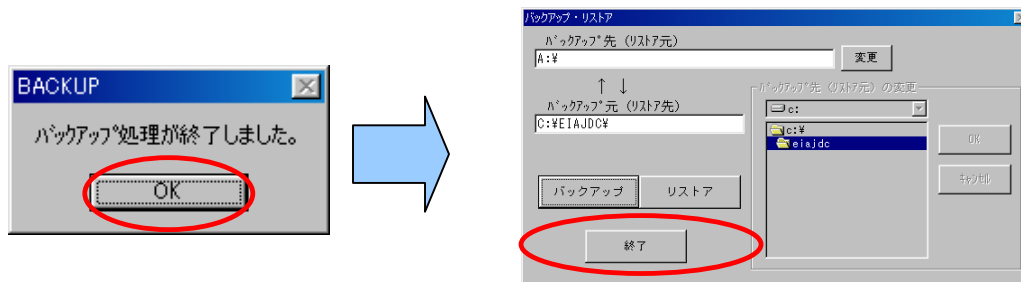 BACKUP
バックアップ処理が終了しました。
OK
バックアップ・リストア
バックアップ先（リストア元）
A:¥
変更
↑ ↓
バックアップ元（リストア先）
C:¥EIAJDC¥
バックアップ
リストア
終了
バックアップ先（リストア元）の変更
c:
c:¥
eiajdc
OK
キャンセル